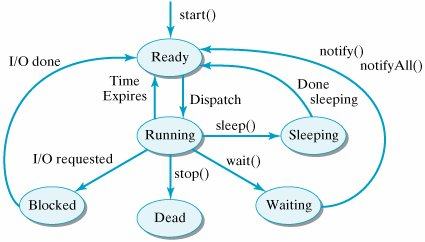 start()
Ready
notify()
notifyAll()
I/O done
Time
Expires
Done
sleeping
Dispatch
Running
sleep()
Sleeping
I/O requested
stop()
wait()
Blocked
Dead
Waiting